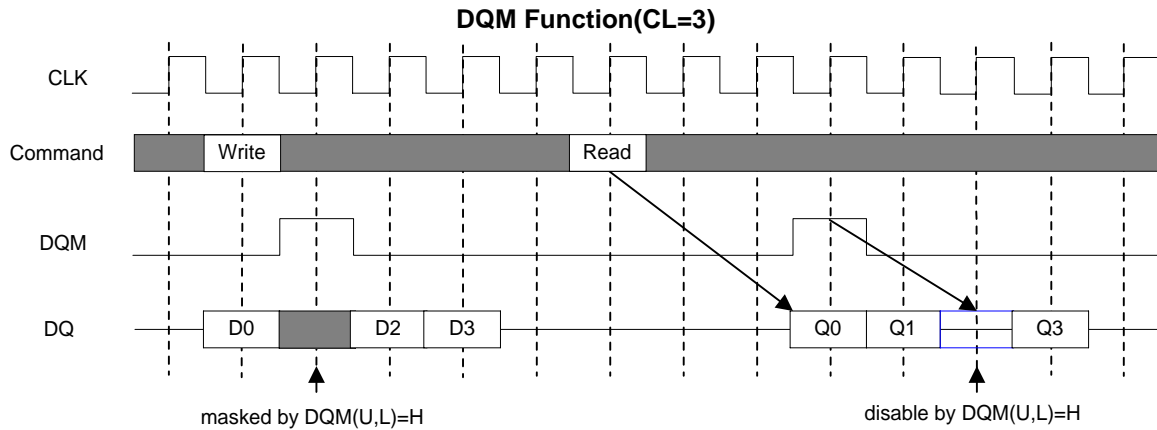 DQM Function(CL=3)
CLK
Command
Write
Read
DQM
DQ
D0
D2
D3
Q0
Q1
Q3
masked by DQM(U,L)=H
disable by DQM(U,L)=H